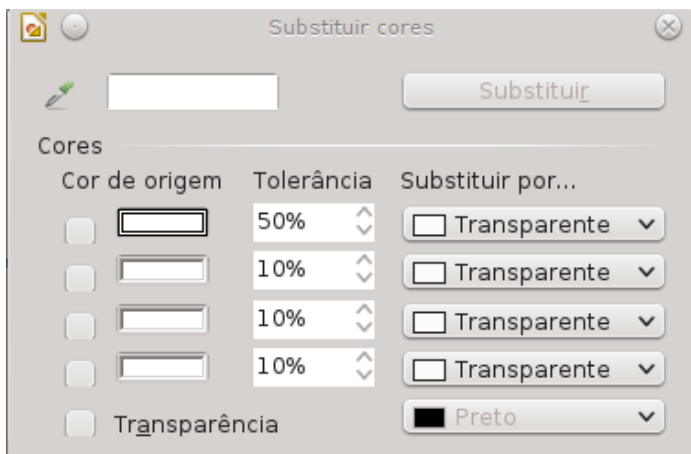 Substituir cores
Substituir
Cores
Cor de origem Tolerância Substituir por...
50% Transparente
10% Transparente
10% Transparente
10% Transparente
Transparência Preto